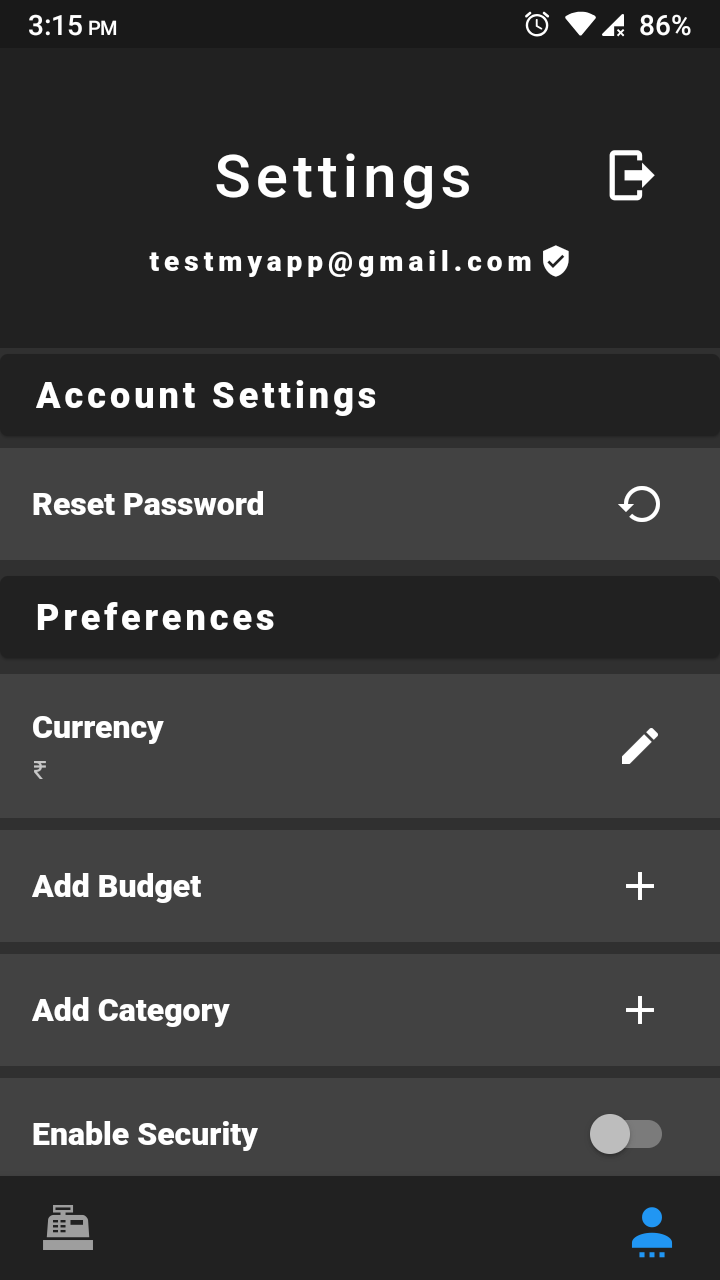 3:15 PM 86%
Settings
testmyapp@gmail.com
Account Settings
Reset Password
Preferences
Currency
₹
Add Budget
Add Category
Enable Security